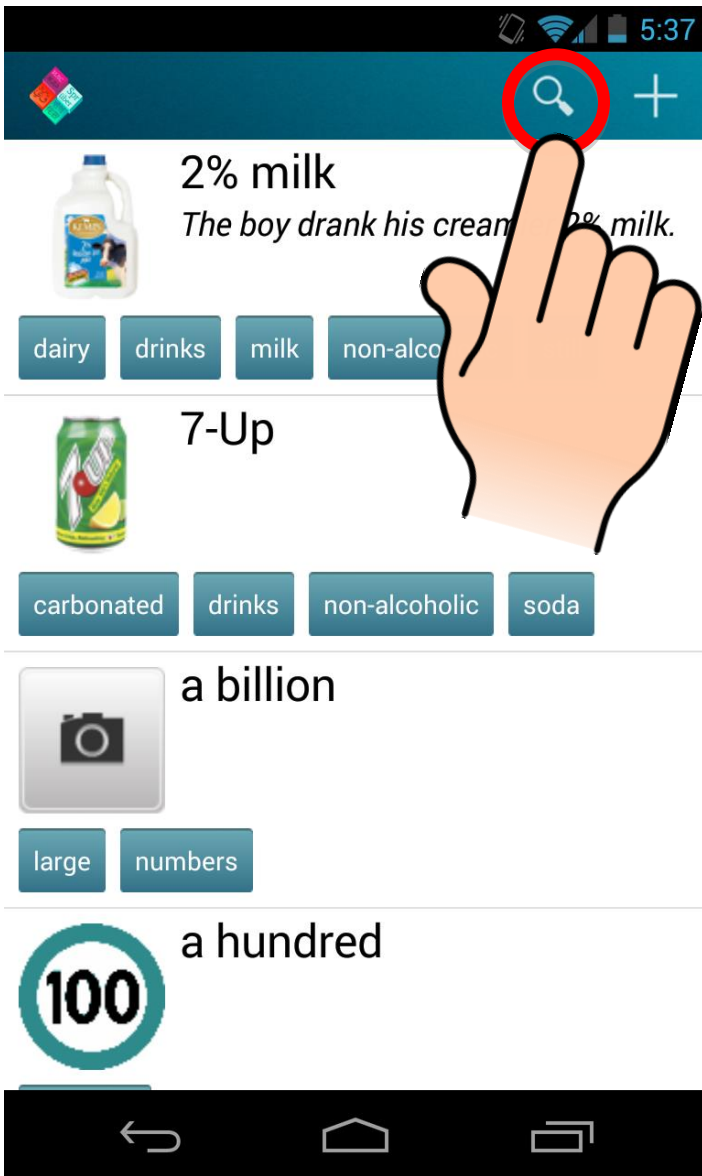 5:37
2% milk
The boy drank his cream 2% milk.
dairy drinks milk non-alco
7-Up
carbonated drinks non-alcoholic soda
a billion
large numbers
100 a hundred